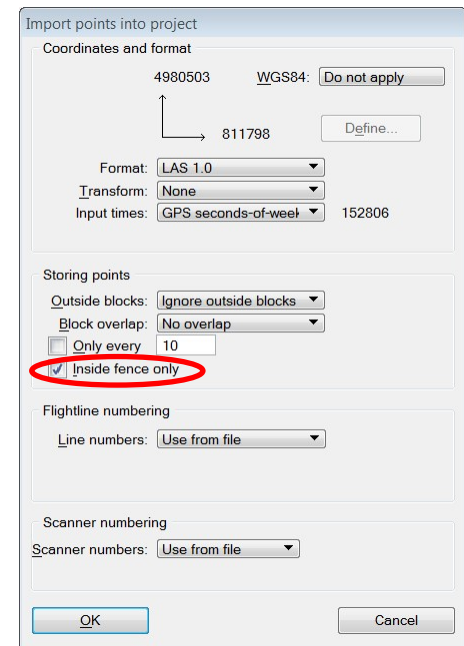 Import points into project
Coordinates and format
4980503 WGS84: Do not apply
811798 Define...
Format: LAS 1.0
Transform: None
Input times: GPS seconds-of-week 152806
Storing points
Outside blocks: Ignore outside blocks
Block overlap: No overlap
Only every 10
Inside fence only
Flightline numbering
Line numbers: Use from file
Scanner numbering
Scanner numbers: Use from file
OK Cancel